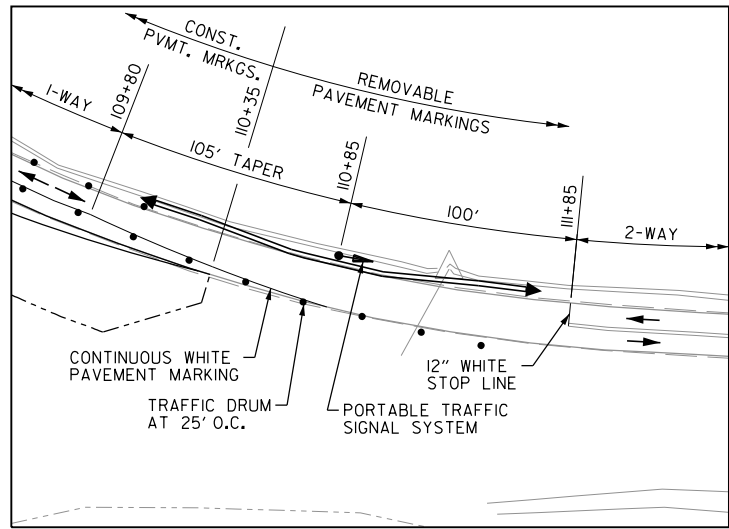 CONST.
PVMT. MRKGS.
REMOVABLE
PAVEMENT MARKINGS
1-WAY
109+80
110+35
105' TAPER
110+85
100'
111+85
2-WAY
CONTINUOUS WHITE
PAVEMENT MARKING
TRAFFIC DRUM
AT 25' O.C.
PORTABLE TRAFFIC
SIGNAL SYSTEM
12" WHITE
STOP LINE